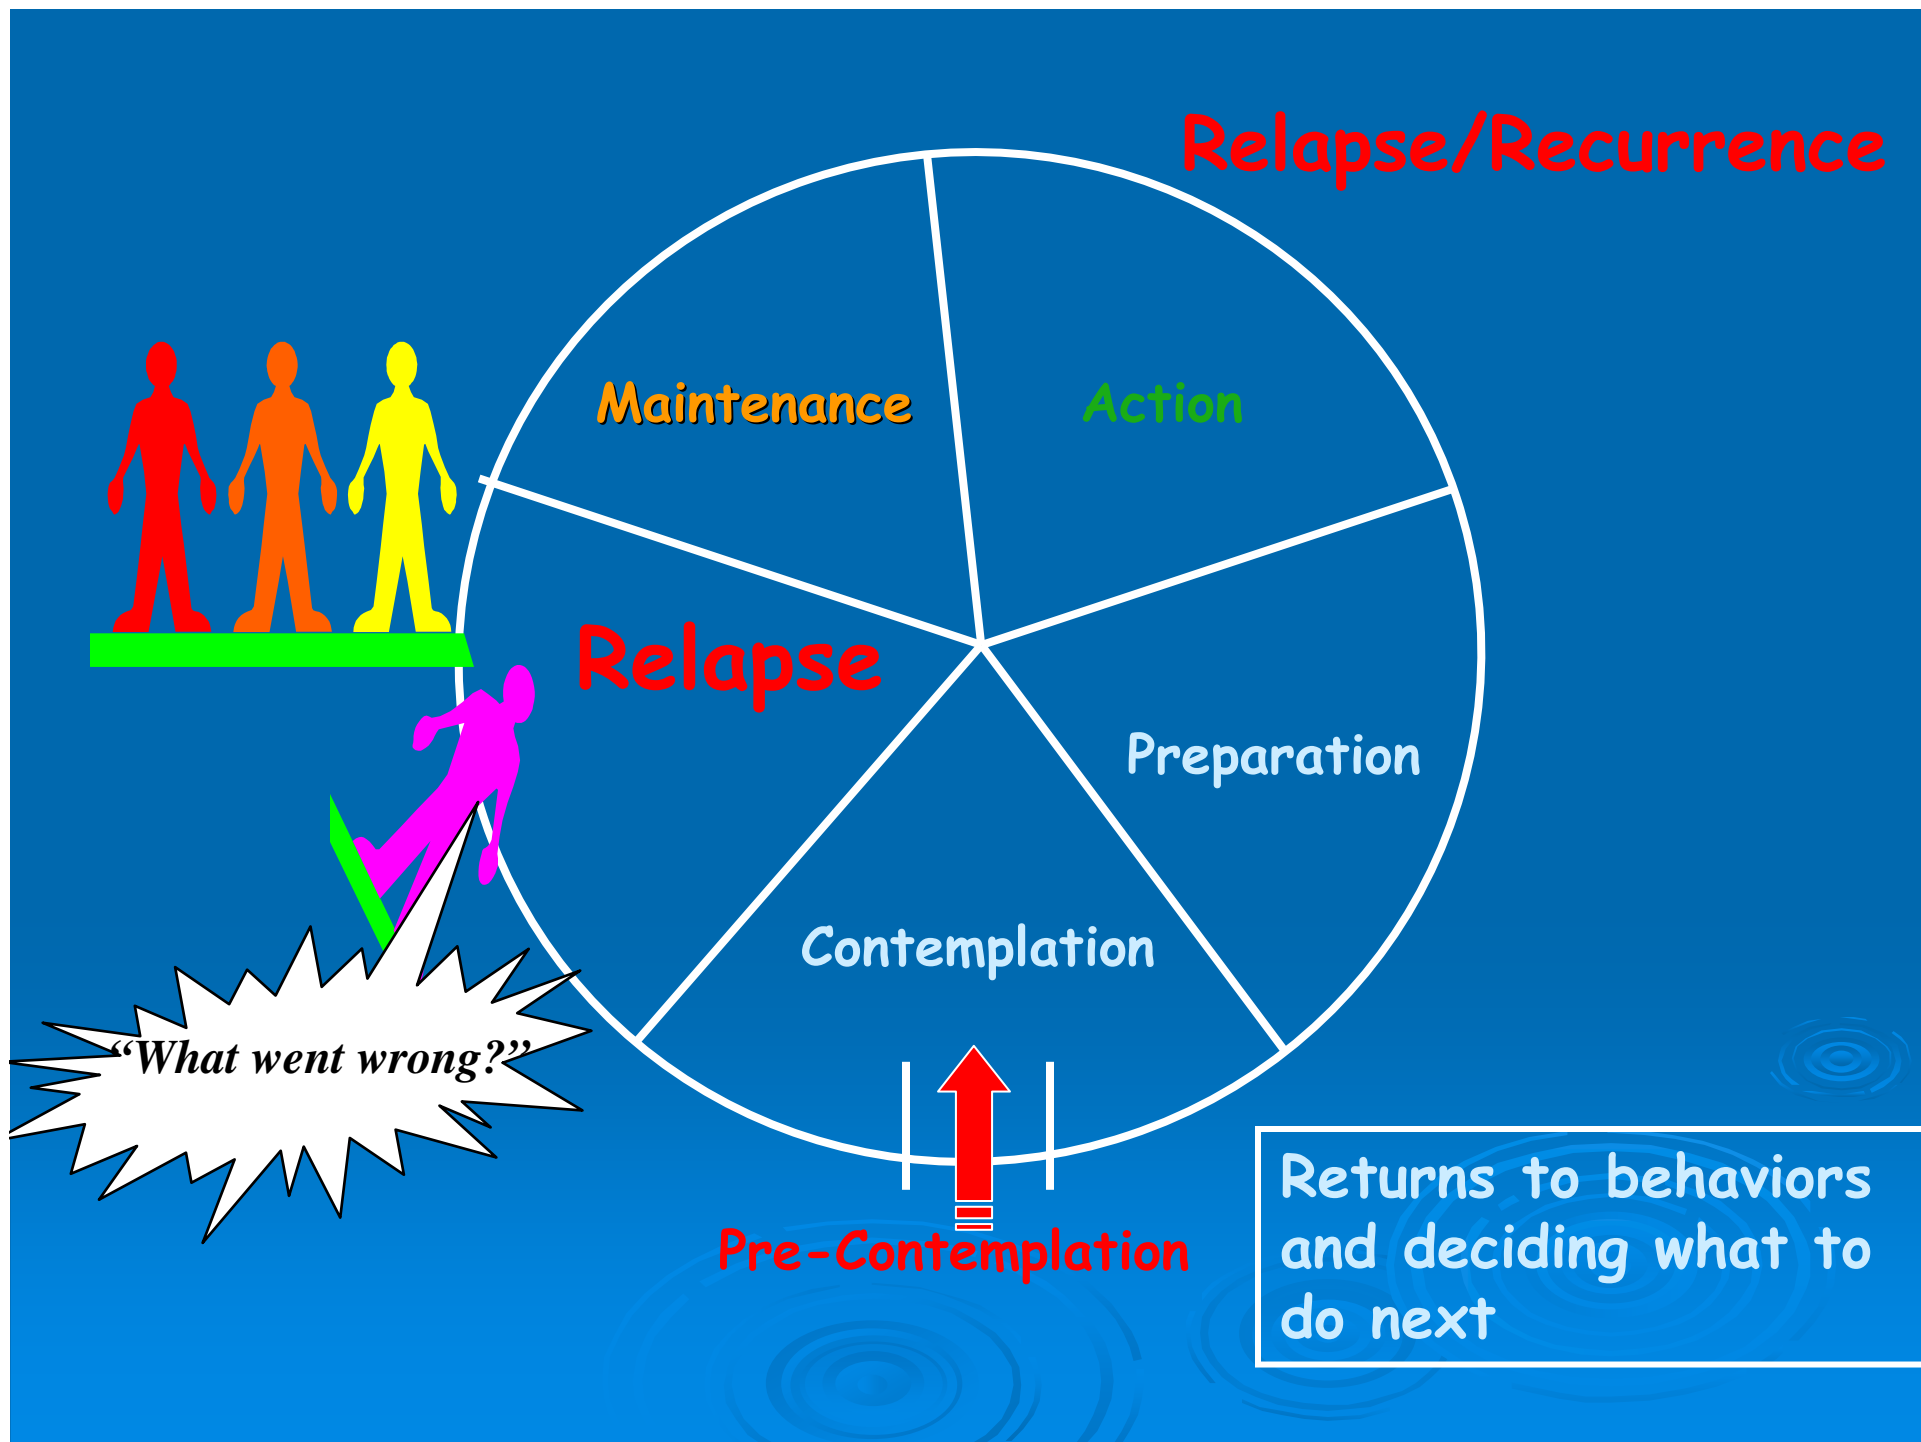 Relapse/Recurrence
Maintenance
Action
Relapse
Preparation
Contemplation
“What went wrong?”
Pre-Contemplation
Returns to behaviors
and deciding what to
do next